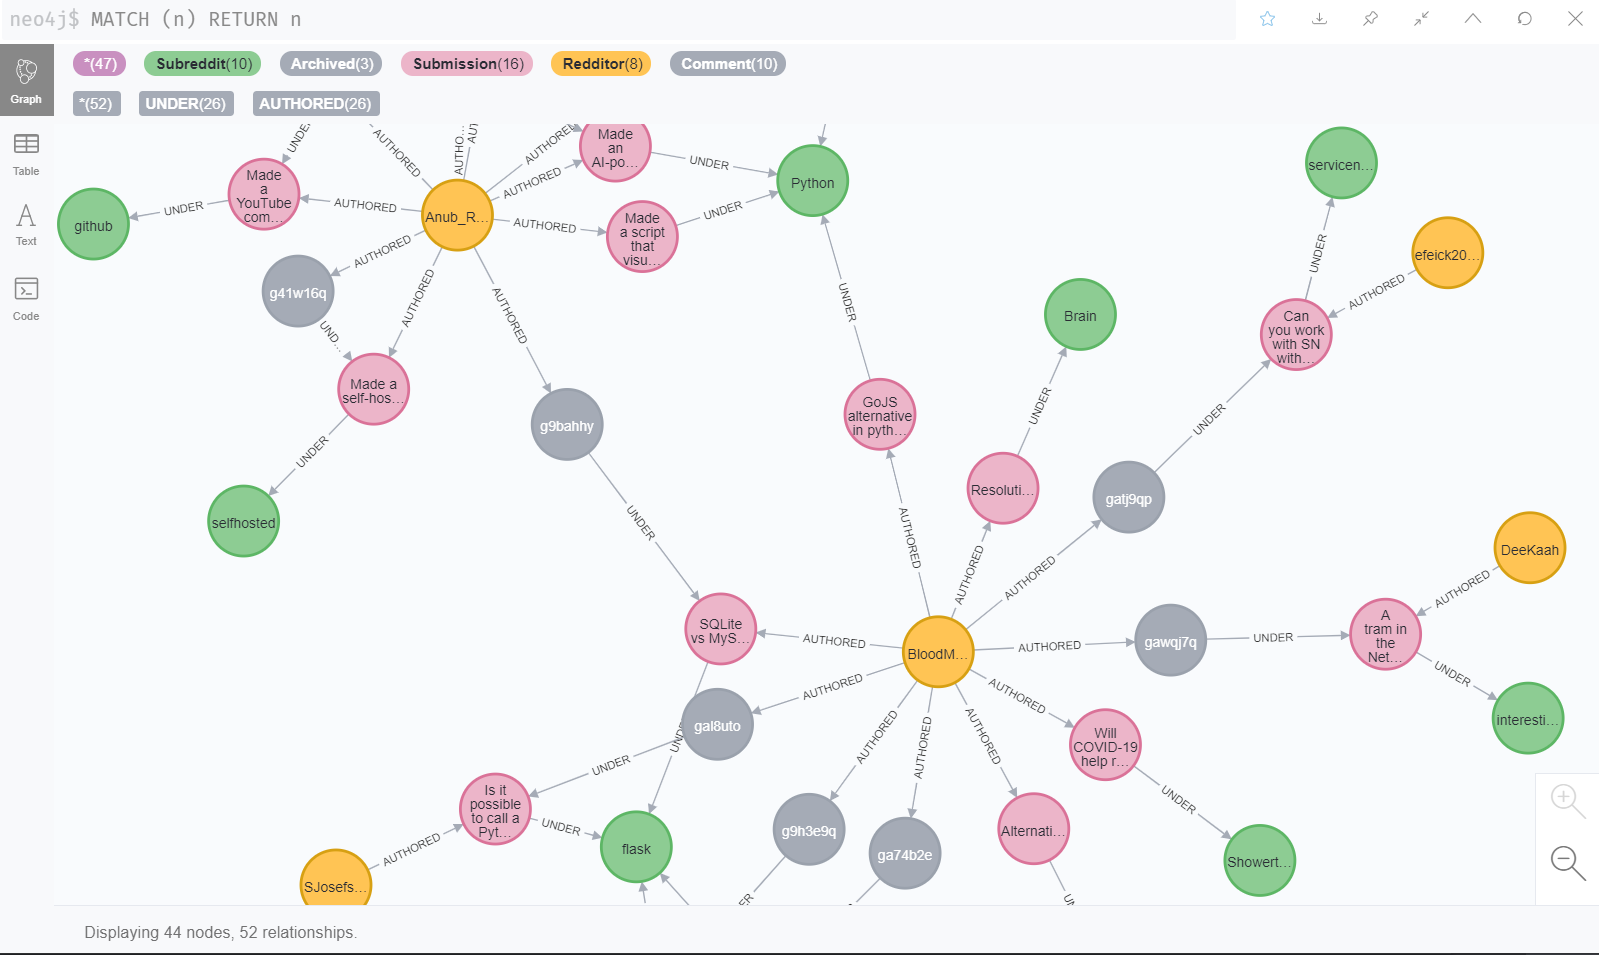 neo4j$ MATCH (n) RETURN n
Graph
Table
Text
Code
*(47)
Subreddit(10)
Archived(3)
Submission(16)
Redditor(8)
Comment(10)
*(52)
UNDER(26)
AUTHORED(26)
UNDE
AUTHORED
AUTHO...
AUT
AUTHORED
Made
an
AI-po...
UNDER
Python
servicen...
Made
a
YouTube
com...
UNDER
github
AUTHORED
Anub_R...
AUTHORED
AUTHORED
Made
a script
that
visu...
UNDER
UNDER
efeick20...
AUTHORED
g41w16q
AUTHORED
UND...
AUTHORED
AUTHORED
UNDER
Brain
Can
you work
with SN
with...
Made a
self-hos...
UNDER
g9bahhy
GoJS
alternative
in pyth...
UNDER
UNDER
Resoluti...
gatj9qp
selfhosted
UNDER
AUTHORED
AUTHORED
AUTHORED
DeeKaah
AUTHORED
SQLite
vs MyS...
AUTHORED
BloodM...
AUTHORED
gawqj7q
UNDER
A
tram in
the
Net...
UNDER
interesti...
AUTHORED
gal8uto
UNDE
UNDER
AUTHORED
AUTHORED
AUTHORED
AUTHORED
Will
COVID-19
help r...
UNDER
Is it
possible
to call a
Pyt...
UNDER
flask
g9h3e9q
ga74b2e
Alternati...
Showert...
AUTHORED
SJosefs...
ER
UN
Displaying 44 nodes, 52 relationships.